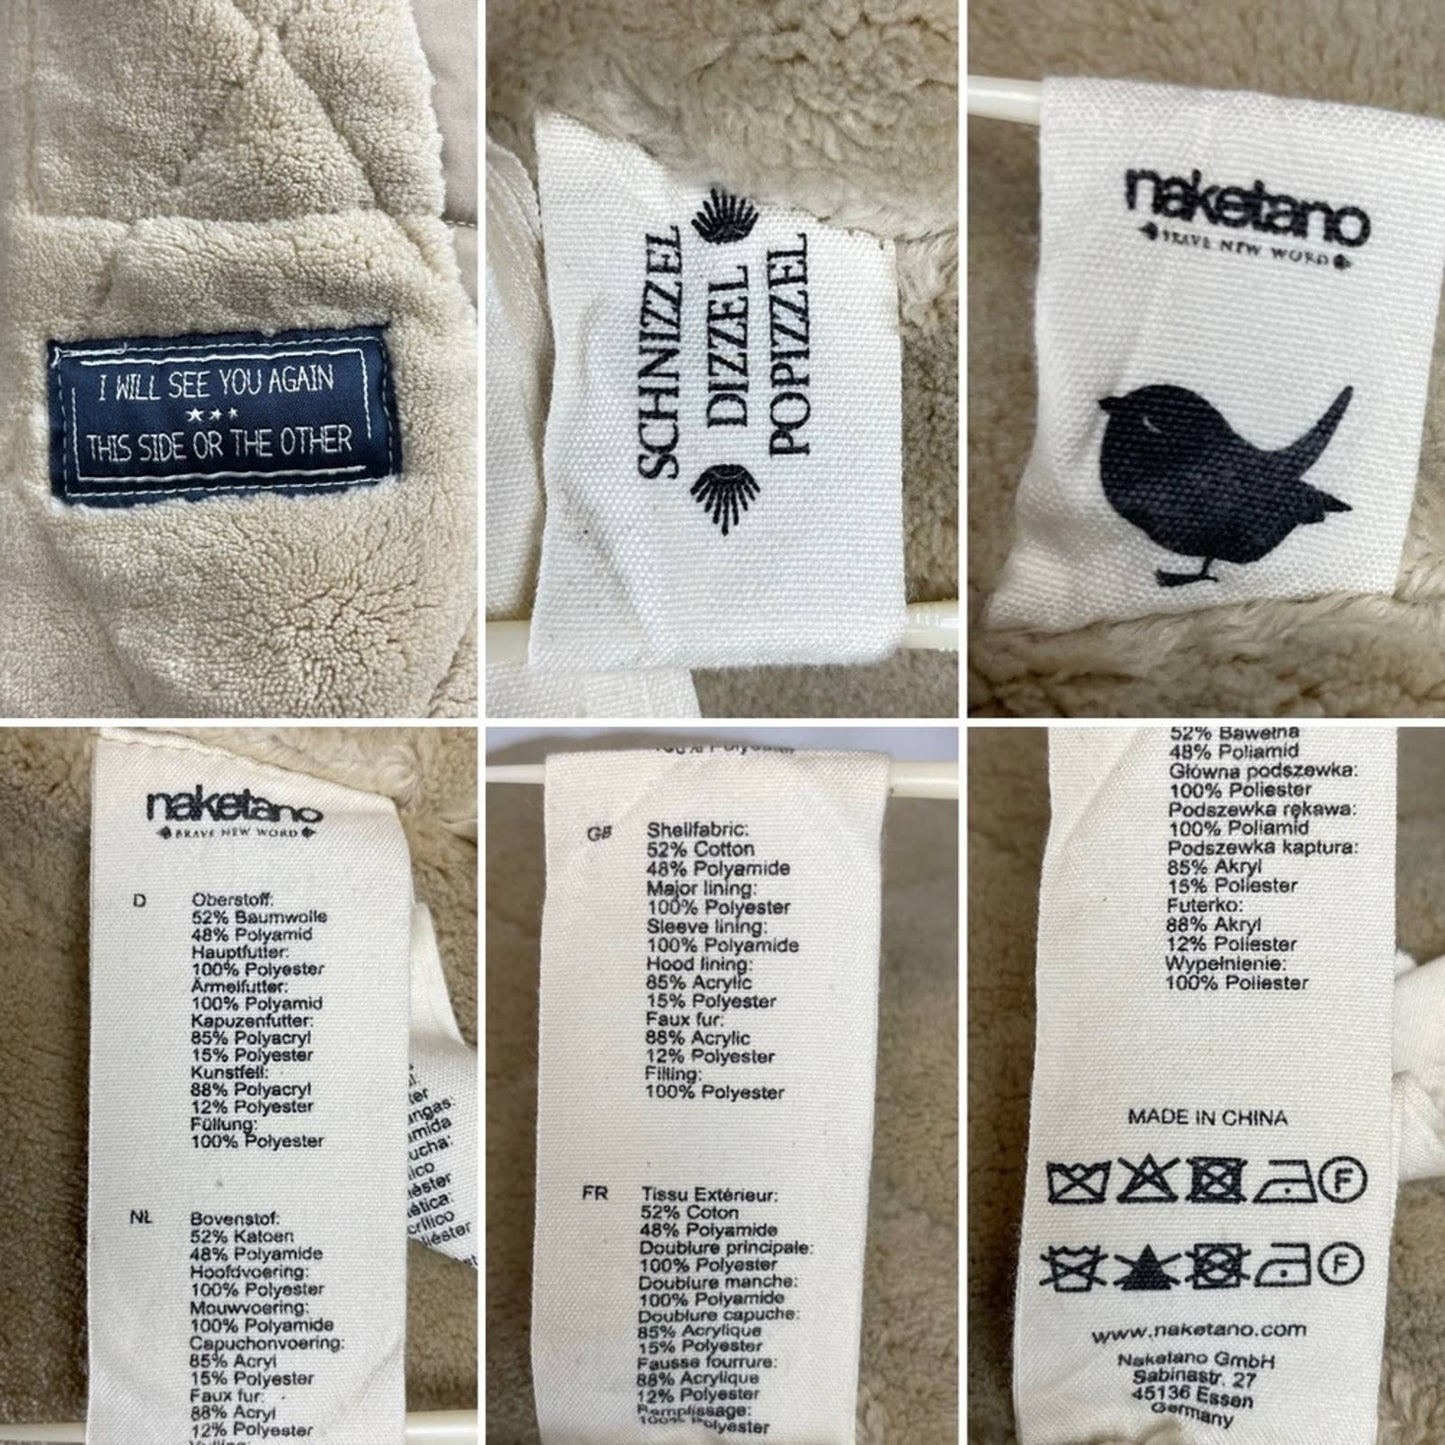 I WILL SEE YOU AGAIN
THIS SIDE OR THE OTHER
SCHNIZZEL
DIZZEL
POPIZZEL
naketano
BRAVE NEW WORD
naketano
BRAVE NEW WORD
D
Oberstoff:
52% Baumwolle
48% Polyamid
Hauptfutter:
100% Polyester
Ärmelfutter:
100% Polyamid
Kapuzenfutter:
85% Polyacryl
15% Polyester
Kunstfell:
88% Polyacryl
12% Polyester
Füllung:
100% Polyester
NL
Bovenstof:
52% Katoen
48% Polyamide
Hoofdvoering:
100% Polyester
Mouwvoering:
100% Polyamide
Capuchonvoering:
85% Acryl
15% Polyester
Faux fur:
88% Acryl
12% Polyester
100% Polyester
GB
Shellfabric:
52% Cotton
48% Polyamide
Major lining:
100% Polyester
Sleeve lining:
100% Polyamide
Hood lining:
85% Acrylic
15% Polyester
Faux fur:
88% Acrylic
12% Polyester
Filling:
100% Polyester
FR
Tissu Extérieur:
52% Coton
48% Polyamide
Doublure principale:
100% Polyester
Doublure manche:
100% Polyamide
Doublure capuche:
85% Acrylique
15% Polyester
Fausse fourrure:
88% Acrylique
12% Polyester
Remplissage:
100% Polyester
52% Bawełna
48% Poliamid
Główna podszewka:
100% Poliester
Podszewka rękawa:
100% Poliamid
Podszewka kaptura:
85% Akryl
15% Poliester
Futerko:
88% Akryl
12% Poliester
Wypełnienie:
100% Poliester
MADE IN CHINA
F
F
www.naketano.com
Naketano GmbH
Sabinastr. 27
45136 Essen
Germany